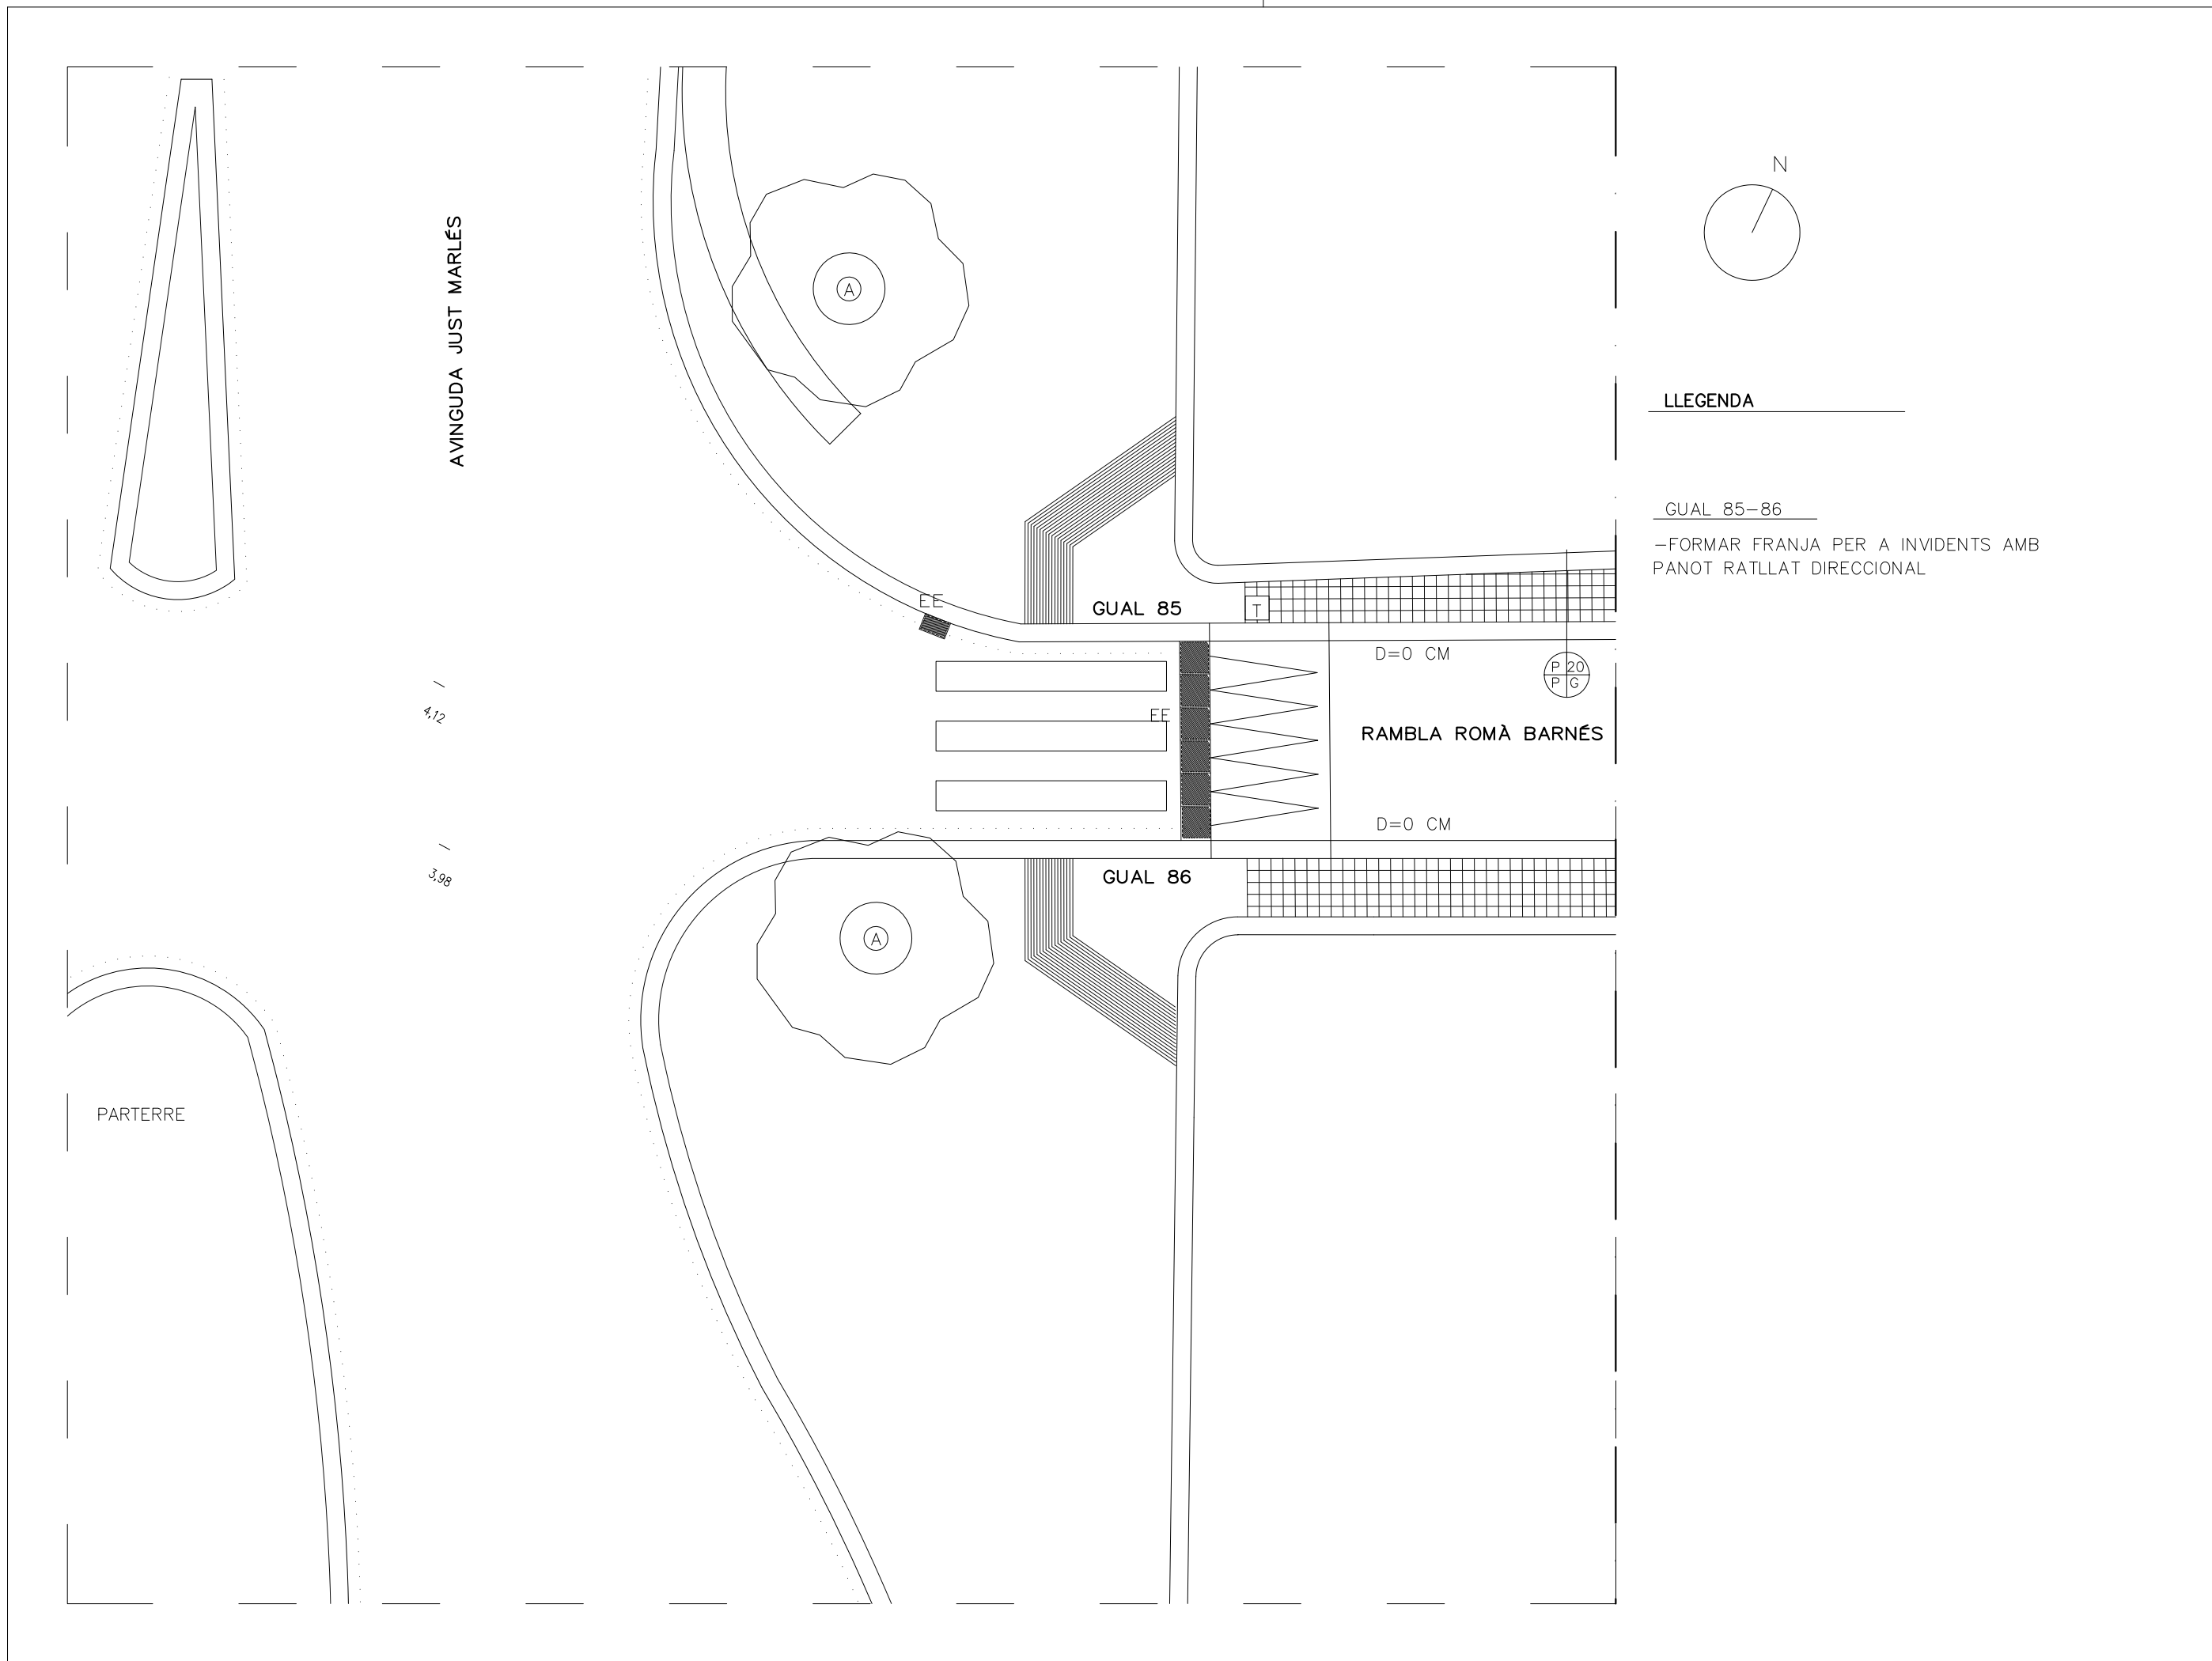 N
AVINGUDA JUST MARLÉS
A
LLEGENDA
GUAL 85-86
-FORMAR FRANJA PER A INVIDENTS AMB
PANOT RATLLAT DIRECCIONAL
EE
GUAL 85
T
D=0 CM
P 20
P G
4,12
EE
RAMBLA ROMÀ BARNÉS
D=0 CM
3,98
GUAL 86
A
PARTERRE